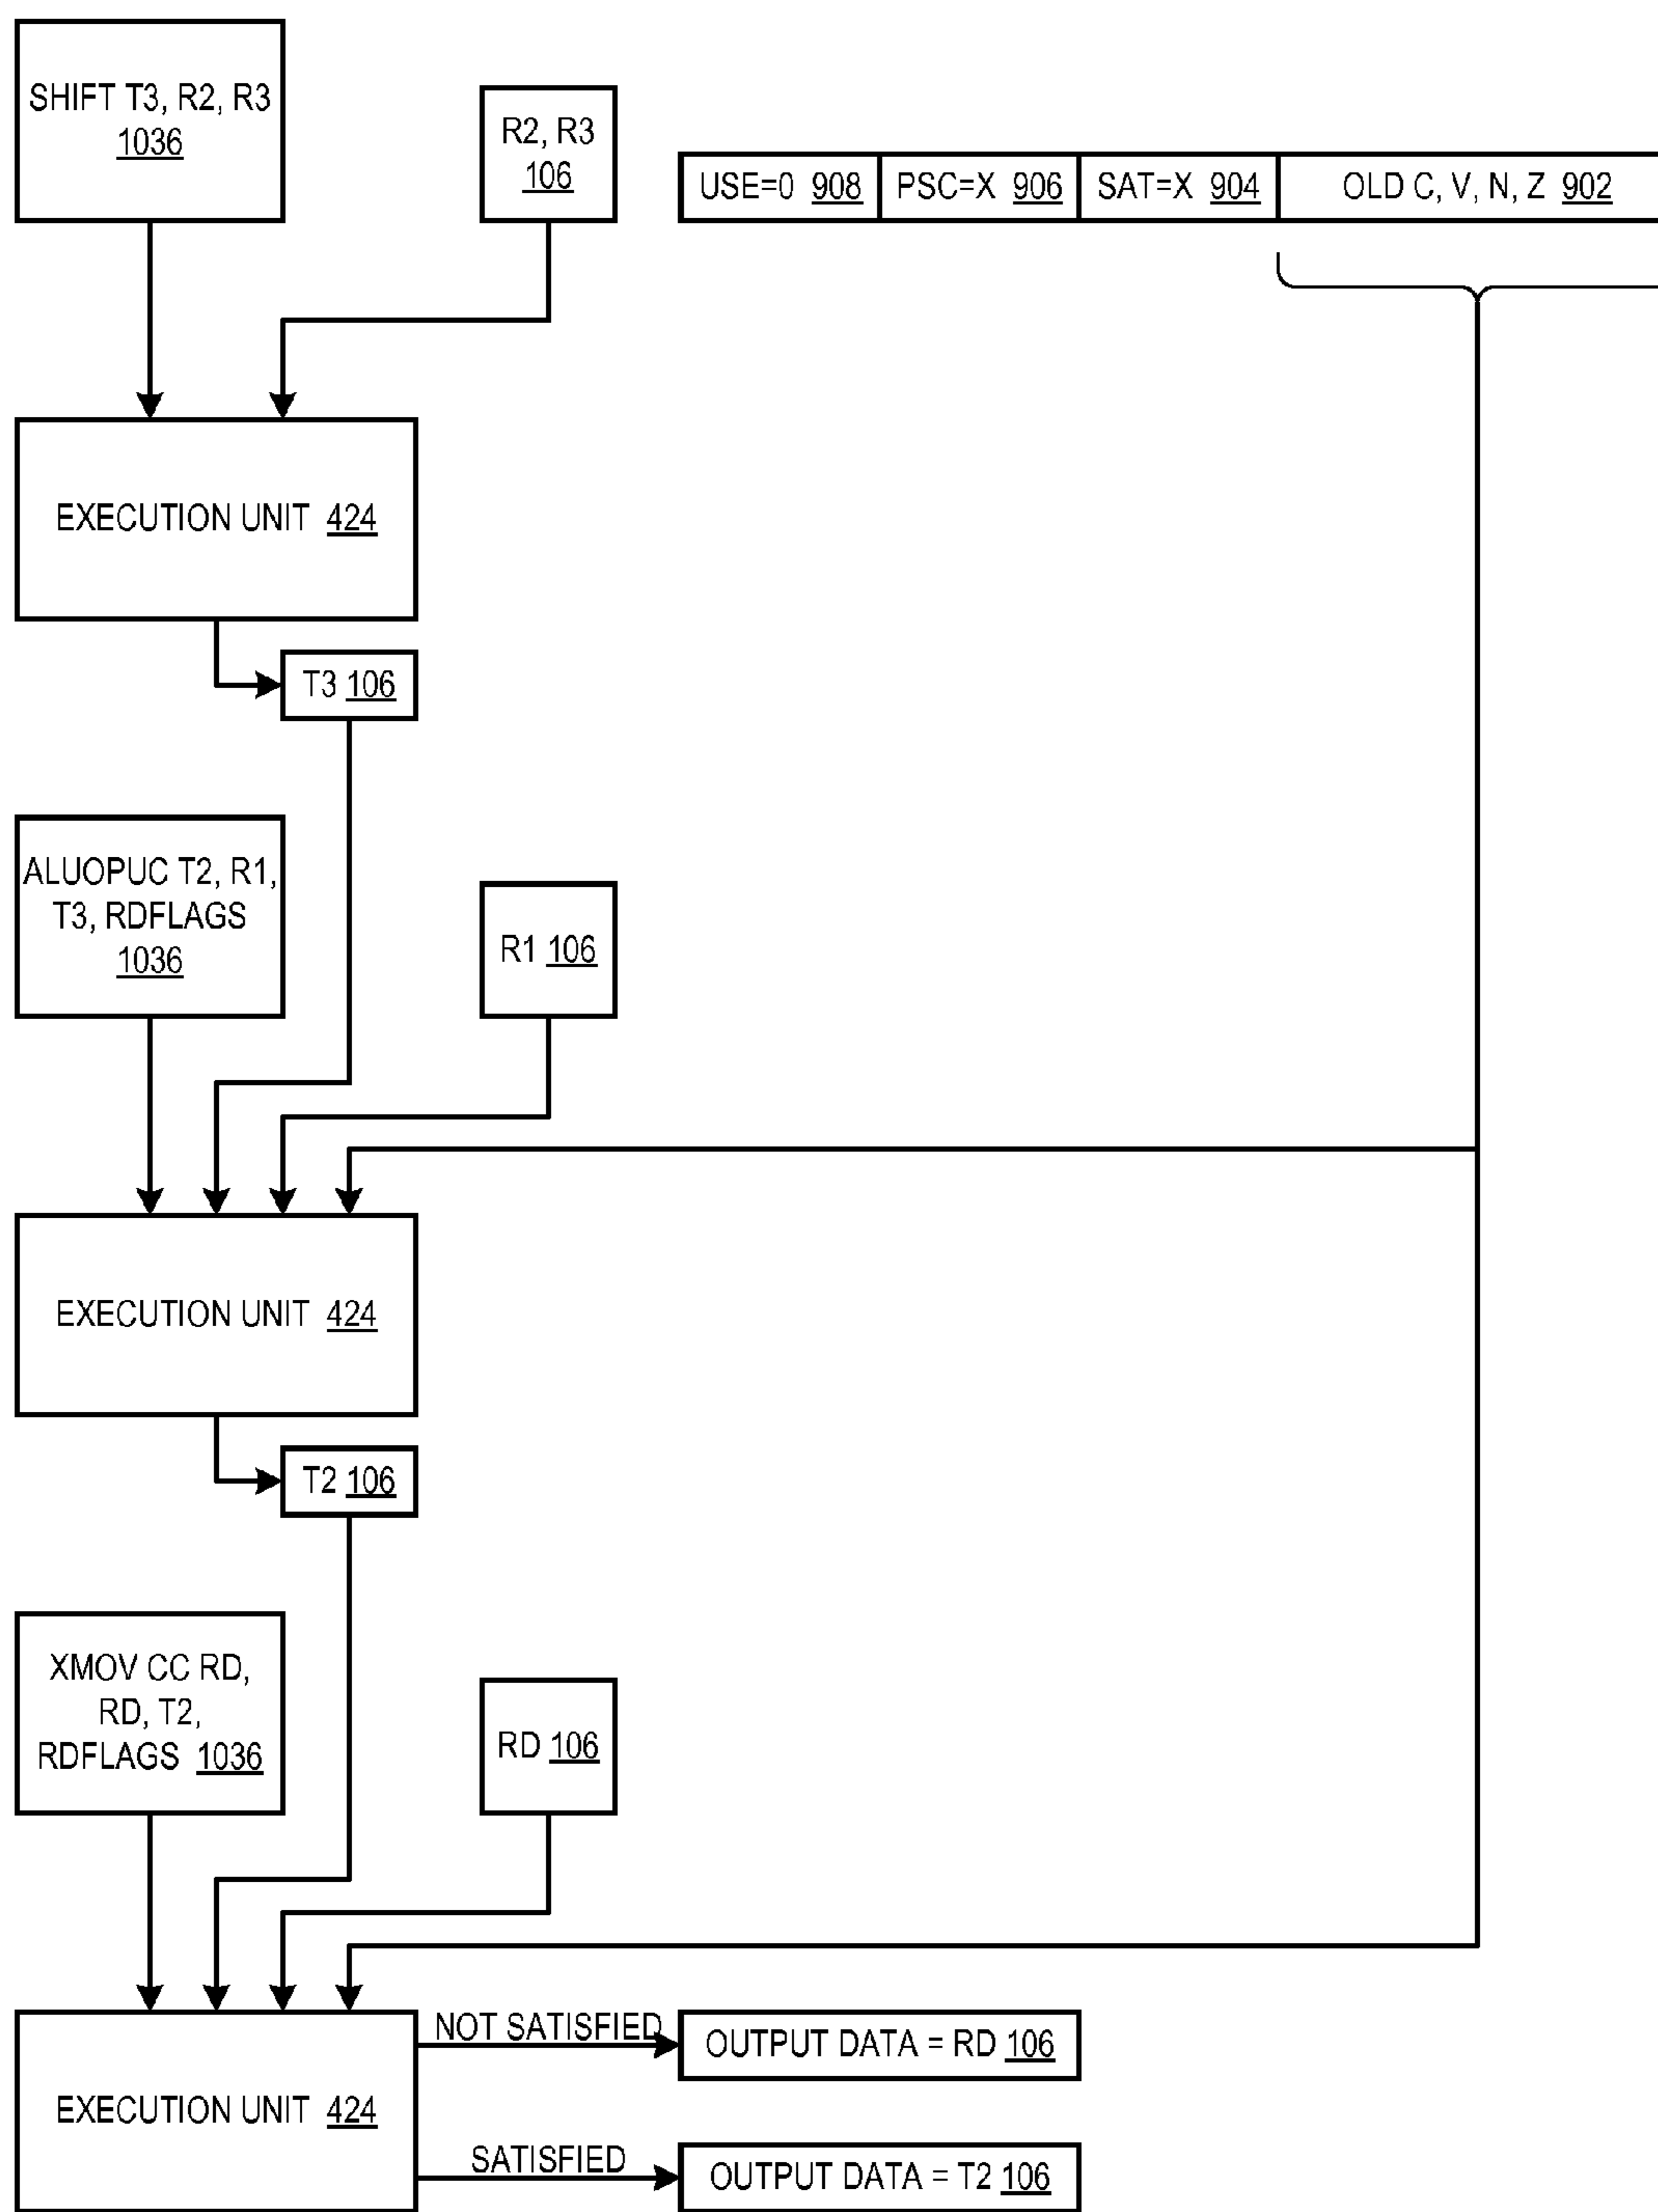 SHIFT T3, R2, R3
1036
R2, R3
106
USE=0 908
PSC=X 906
SAT=X 904
OLD C, V, N, Z 902
EXECUTION UNIT 424
T3 106
ALUOPUC T2, R1,
T3, RDFLAGS
1036
R1 106
EXECUTION UNIT 424
T2 106
XMOV CC RD,
RD, T2,
RDFLAGS 1036
RD 106
NOT SATISFIED
OUTPUT DATA = RD 106
EXECUTION UNIT 424
SATISFIED
OUTPUT DATA = T2 106